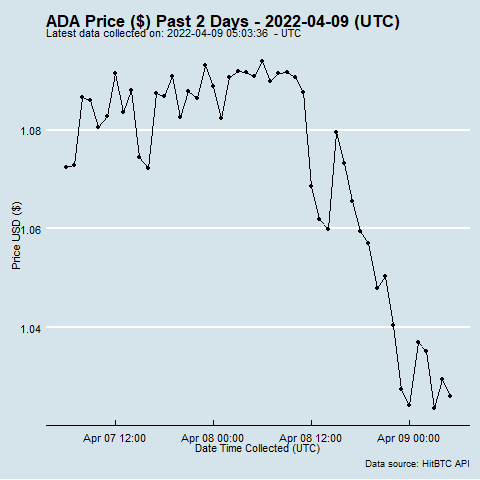 ADA Price ($) Past 2 Days - 2022-04-09 (UTC)
Latest data collected on: 2022-04-09 05:03:36 - UTC
1.08
1.06
1.04
Price USD ($)
Apr 07 12:00
Apr 08 00:00
Apr 08 12:00
Apr 09 00:00
Date Time Collected (UTC)
Data source: HitBTC API